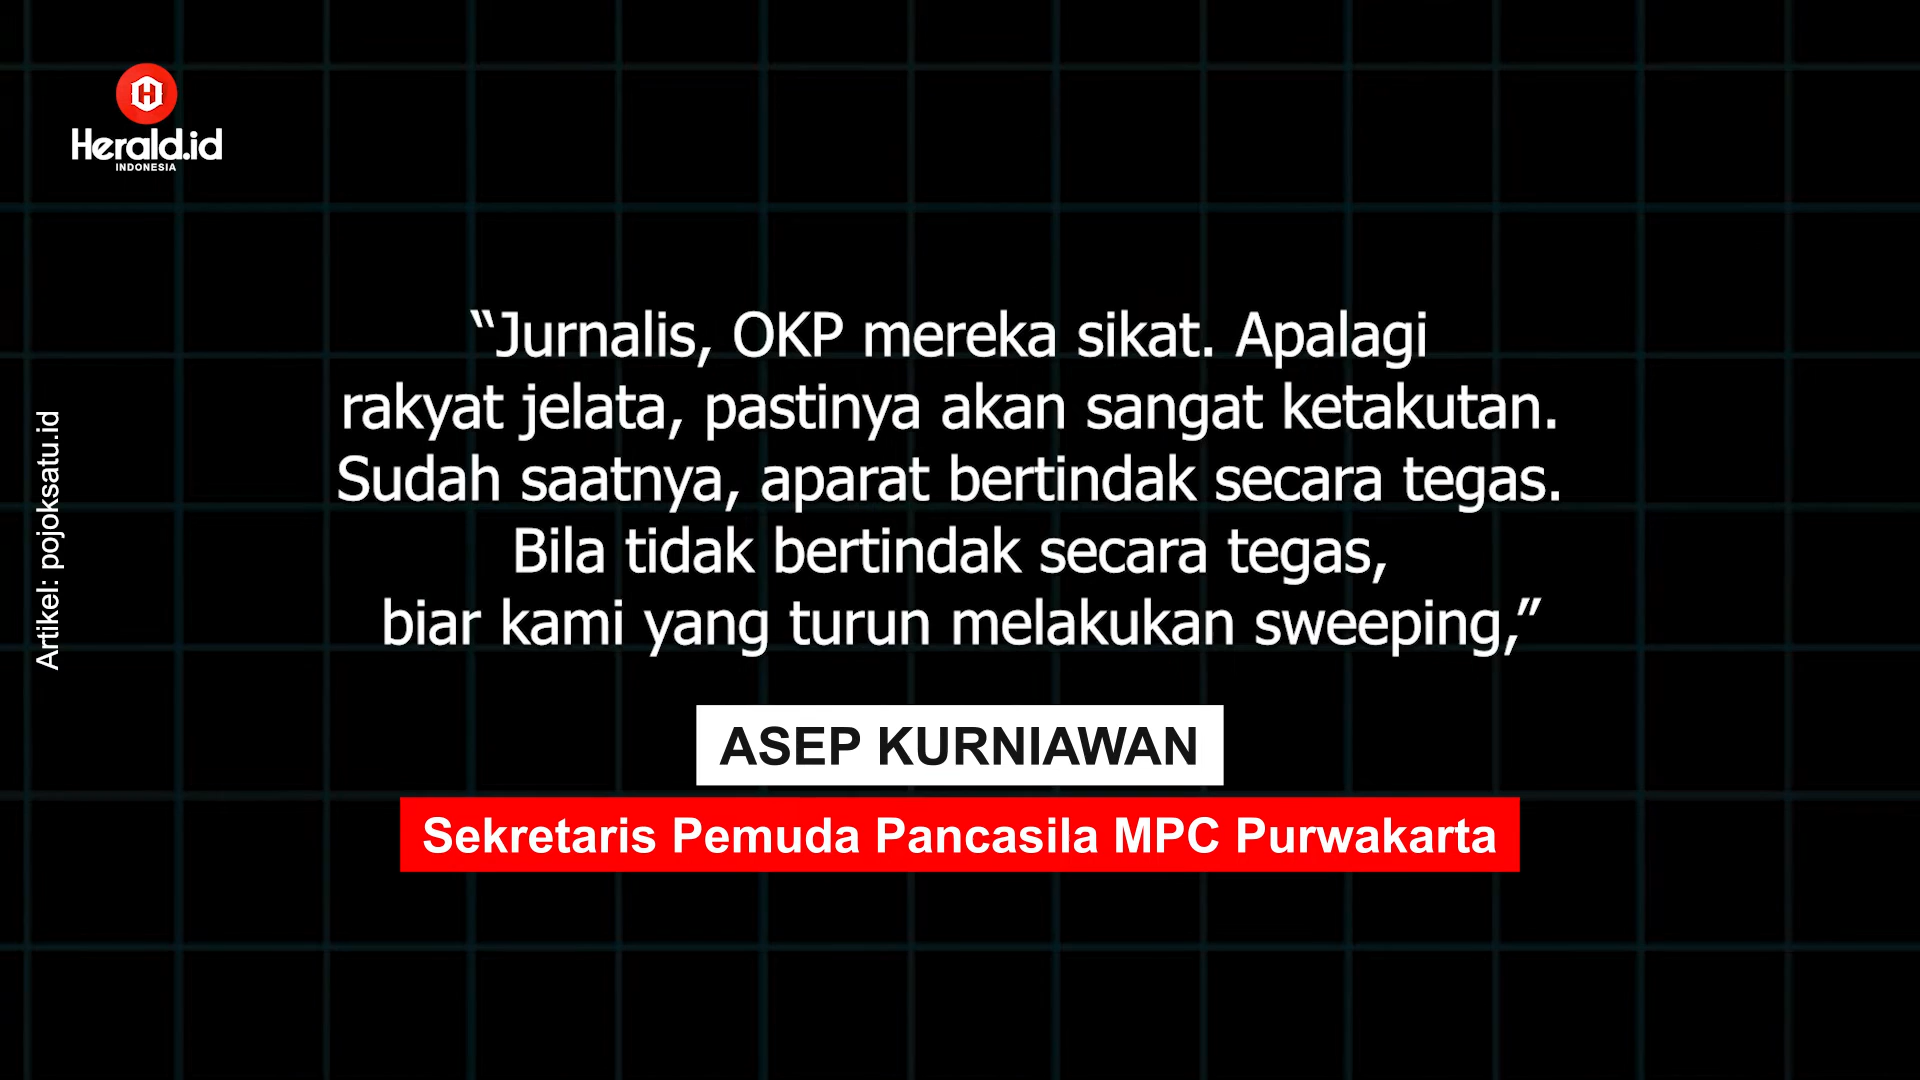 Herald.id
INDONESIA
Artikel: pojoksatu.id
“Jurnalis, OKP mereka sikat. Apalagi
rakyat jelata, pastinya akan sangat ketakutan.
Sudah saatnya, aparat bertindak secara tegas.
Bila tidak bertindak secara tegas,
biar kami yang turun melakukan sweeping,”
ASEP KURNIAWAN
Sekretaris Pemuda Pancasila MPC Purwakarta